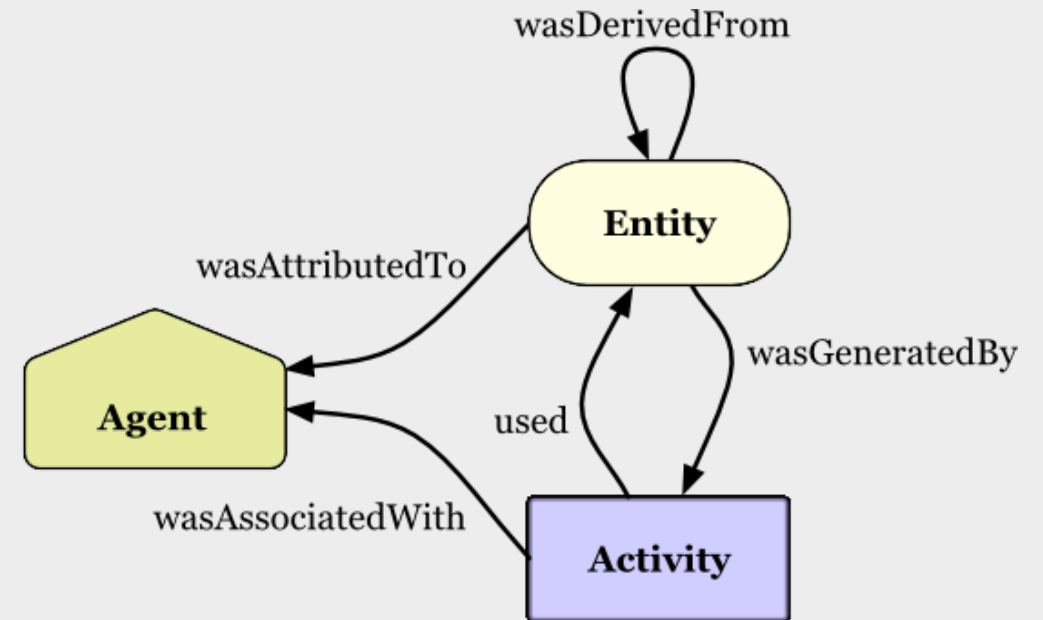 wasDerivedFrom
Entity
wasAttributedTo
wasGeneratedBy
Agent
used
wasAssociatedWith
Activity